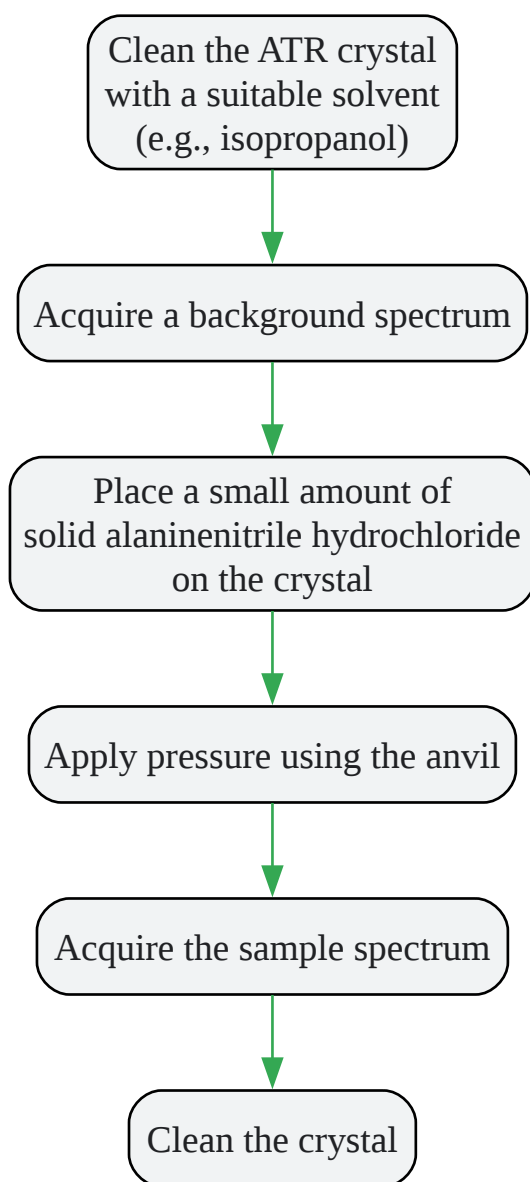 Clean the ATR crystal
with a suitable solvent
(e.g., isopropanol)
Acquire a background spectrum
Place a small amount of
solid alaninenitrile hydrochloride
on the crystal
Apply pressure using the anvil
Acquire the sample spectrum
Clean the crystal